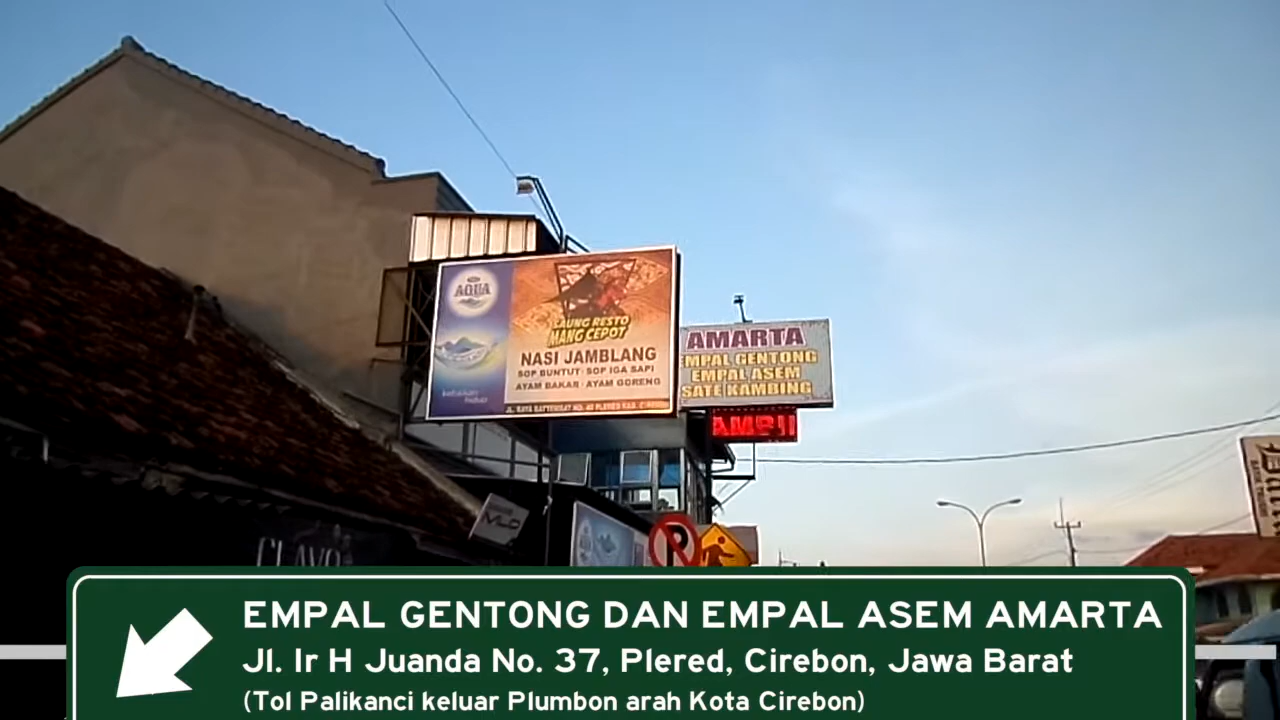 AQUA
SAUNG RESTO
MANG CEPOT
NASI JAMBLANG
SOP BUNTUT · SOP IGA SAPI
AYAM BAKAR · AYAM GORENG
AMARTA
EMPAL GENTONG
EMPAL ASEM
SATE KAMBING
MLD
P
EMPAL GENTONG DAN EMPAL ASEM AMARTA
Jl. Ir H Juanda No. 37, Plered, Cirebon, Jawa Barat
(Tol Palikanci keluar Plumbon arah Kota Cirebon)